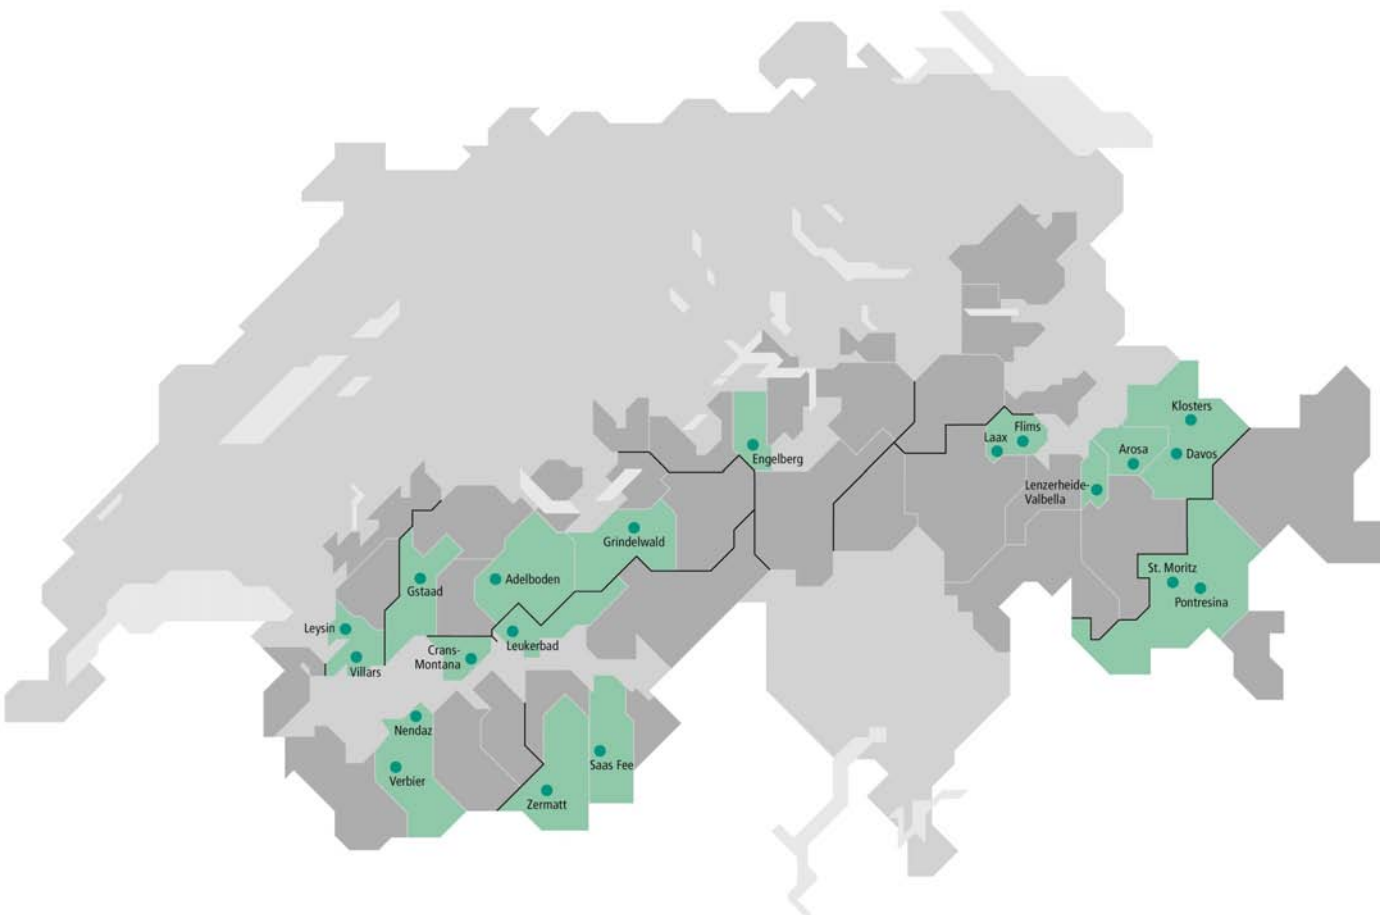 Klosters
Flims
Laax
Arosa
Davos
Engelberg
Lenzerheide-
Valbella
Grindelwald
St. Moritz
Adelboden
Gstaad
Pontresina
Leysin
Crans-
Montana
Leukerbad
Villars
Nendaz
Saas Fee
Verbier
Zermatt